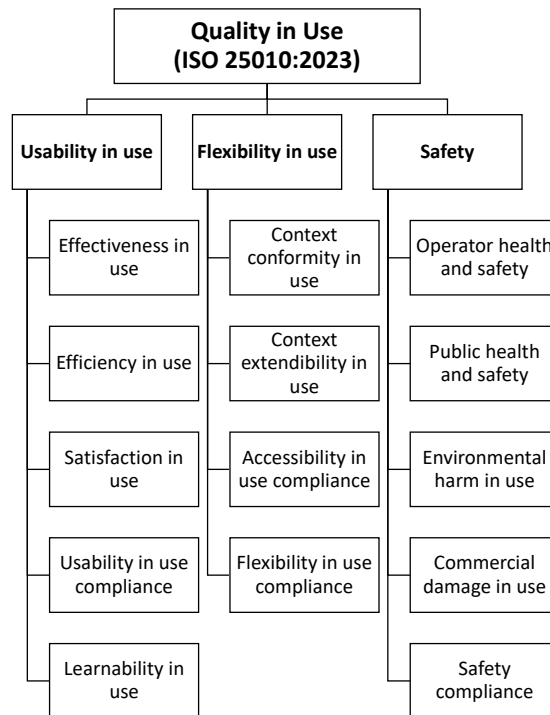 Quality in Use
(ISO 25010:2023)
Usability in use
Flexibility in use
Safety
Effectiveness in
use
Context
conformity in
use
Operator health
and safety
Efficiency in use
Context
extendibility in
use
Public health
and safety
Satisfaction in
use
Accessibility in
use compliance
Environmental
harm in use
Usability in use
compliance
Flexibility in use
compliance
Commercial
damage in use
Learnability in
use
Safety
compliance